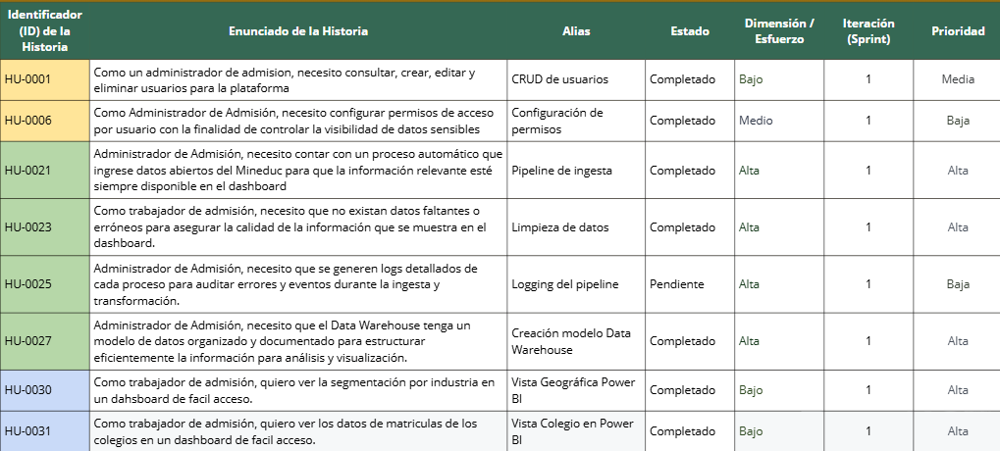 Identificador
(ID) de la
Historia
Enunciado de la Historia
Alias
Estado
Dimensión /
Esfuerzo
Iteración
(Sprint)
Prioridad
HU-0001
Como un administrador de admision, necesito consultar, crear, editar y
eliminar usuarios para la plataforma
CRUD de usuarios
Completado
Bajo
1
Media
HU-0006
Como Administrador de Admisión, necesito configurar permisos de acceso
por usuario con la finalidad de controlar la visibilidad de datos sensibles
Configuración de
permisos
Completado
Medio
1
Baja
HU-0021
Administrador de Admisión, necesito contar con un proceso automático que
ingrese datos abiertos del Mineduc para que la información relevante esté
siempre disponible en el dashboard
Pipeline de ingesta
Completado
Alta
1
Alta
HU-0023
Como trabajador de admisión, necesito que no existan datos faltantes o
erróneos para asegurar la calidad de la información que se muestra en el
dashboard.
Limpieza de datos
Completado
Alta
1
Alta
HU-0025
Administrador de Admisión, necesito que se generen logs detallados de
cada proceso para auditar errores y eventos durante la ingesta y
transformación.
Logging del pipeline
Pendiente
Alta
1
Baja
HU-0027
Administrador de Admisión, necesito que el Data Warehouse tenga un
modelo de datos organizado y documentado para estructurar
eficientemente la información para análisis y visualización.
Creación modelo Data
Warehouse
Completado
Alta
1
Alta
HU-0030
Como trabajador de admisión, quiero ver la segmentación por industria en
un dahsboard de facil acceso.
Vista Geográfica Power
BI
Completado
Bajo
1
Alta
HU-0031
Como trabajador de admisión, quiero ver los datos de matriculas de los
colegios en un dashboard de facil acceso.
Vista Colegio en Power
BI
Completado
Bajo
1
Alta